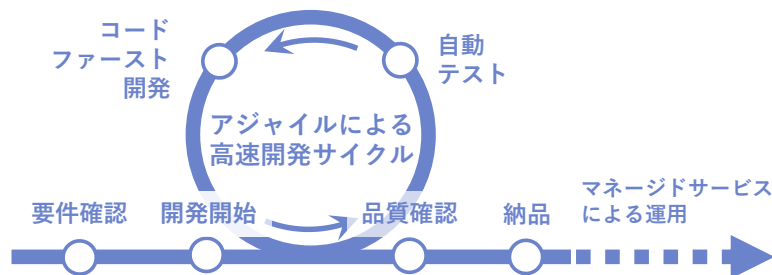 コード
ファースト
開発
自動
テスト
アジャイルによる
高速開発サイクル
要件確認
開発開始
品質確認
納品
マネージドサービス
による運用